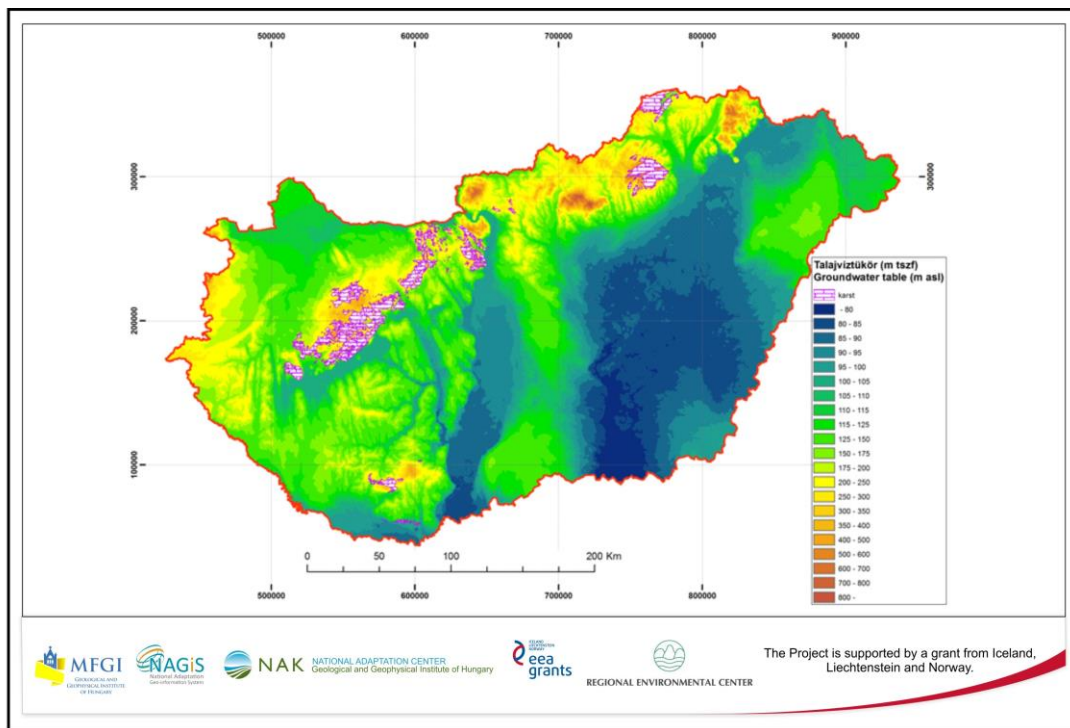 500000 600000 700000 800000 900000
300000
300000
200000
100000
Talajvíztükör (m tszf)
Groundwater table (m asl)
karst
- 80
80 - 85
85 - 90
90 - 95
95 - 100
100 - 105
105 - 110
110 - 115
115 - 125
125 - 150
150 - 175
175 - 200
200 - 250
250 - 300
300 - 350
350 - 400
400 - 500
500 - 600
600 - 700
700 - 800
800 -
0 50 100 200 Km
500000 600000 700000 800000
MFGI
GEOLOGICAL AND
GEOPHYSICAL INSTITUTE
OF HUNGARY
NAGiS
National Adaptation
Geo-information System
NAK
NATIONAL ADAPTATION CENTER
Geological and Geophysical Institute of Hungary
ICELAND
LIECHTENSTEIN
NORWAY
eea
grants
REGIONAL ENVIRONMENTAL CENTER
The Project is supported by a grant from Iceland,
Liechtenstein and Norway.